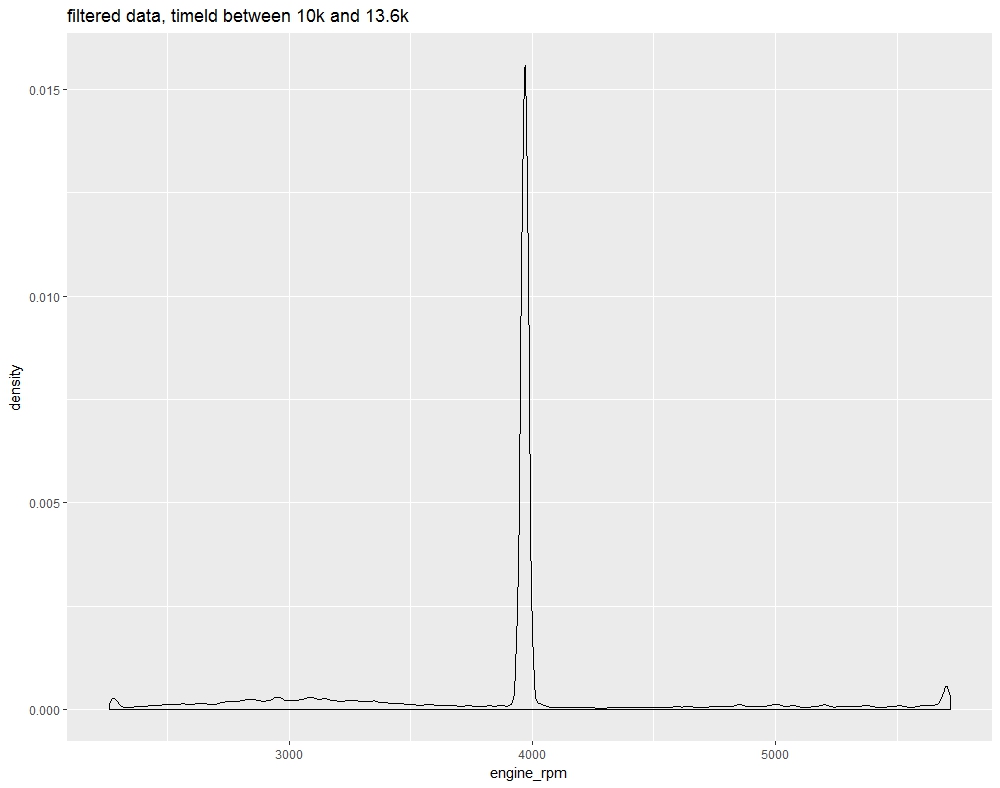 filtered data, timeId between 10k and 13.6k
0.015
0.010
0.005
0.000
density
3000
4000
5000
engine_rpm